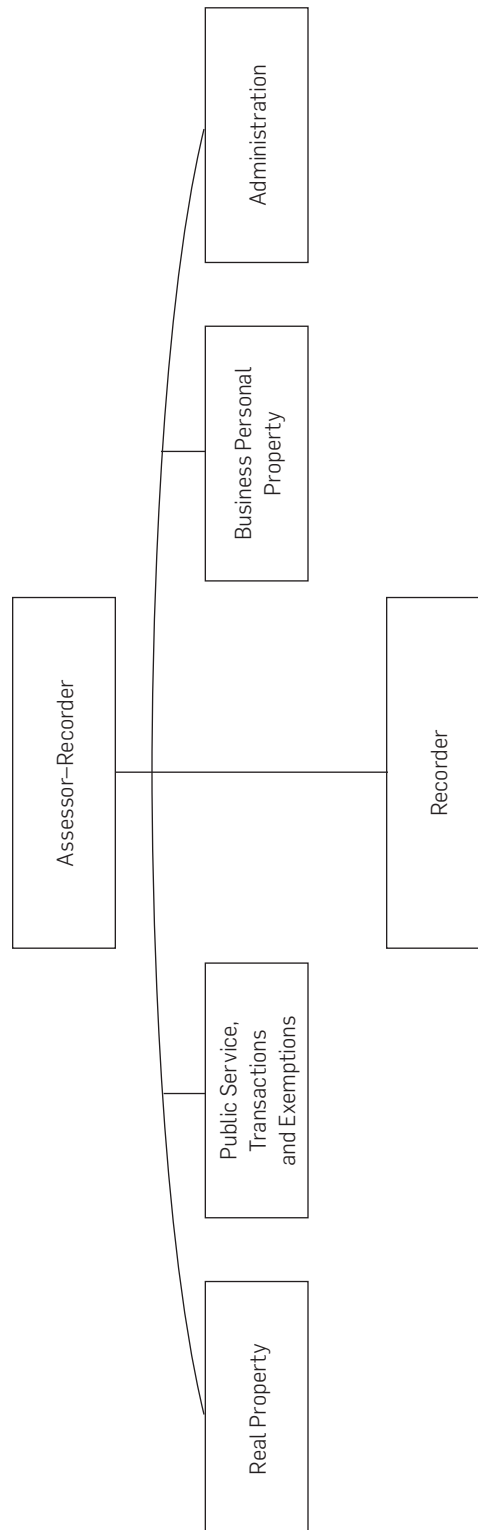 Assessor–Recorder
Real Property
Public Service,
Transactions
and Exemptions
Business Personal
Property
Administration
Recorder